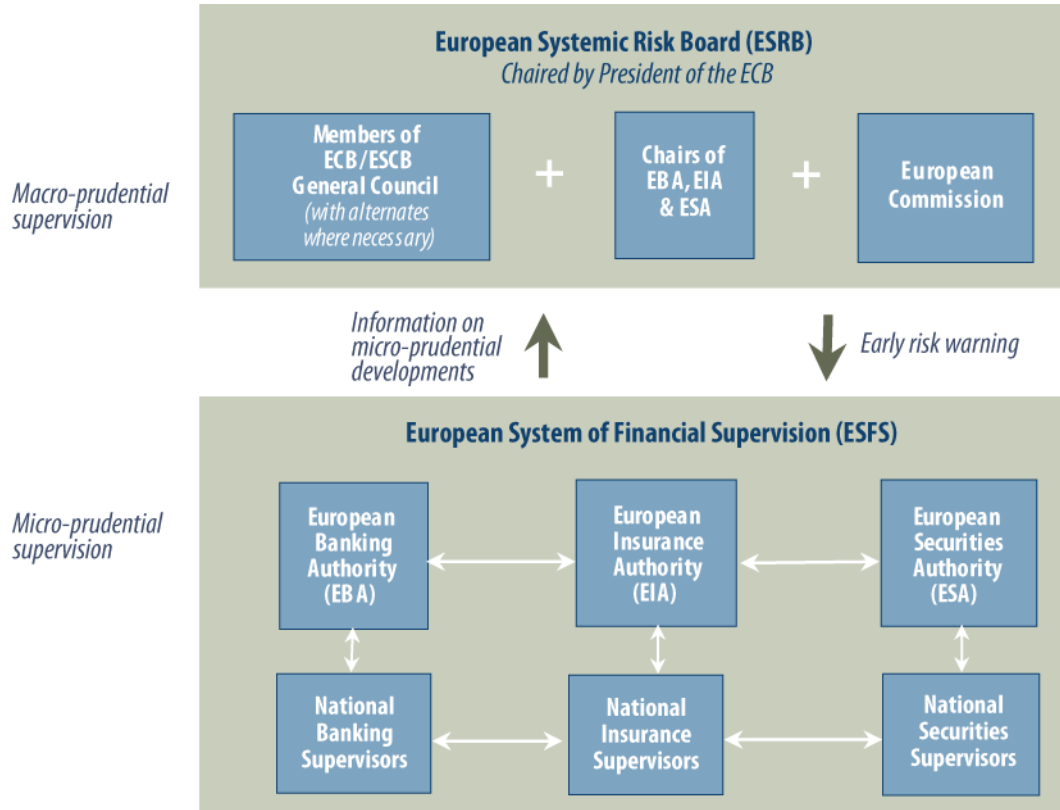 European Systemic Risk Board (ESRB)
Chaired by President of the ECB
Macro-prudential
supervision
Members of
ECB/ESCB
General Council
(with alternates
where necessary)
+
Chairs of
EBA, EIA
& ESA
+
European
Commission
Information on
micro-prudential
developments
Early risk warning
European System of Financial Supervision (ESFS)
Micro-prudential
supervision
European
Banking
Authority
(EBA)
European
Insurance
Authority
(EIA)
European
Securities
Authority
(ESA)
National
Banking
Supervisors
National
Insurance
Supervisors
National
Securities
Supervisors